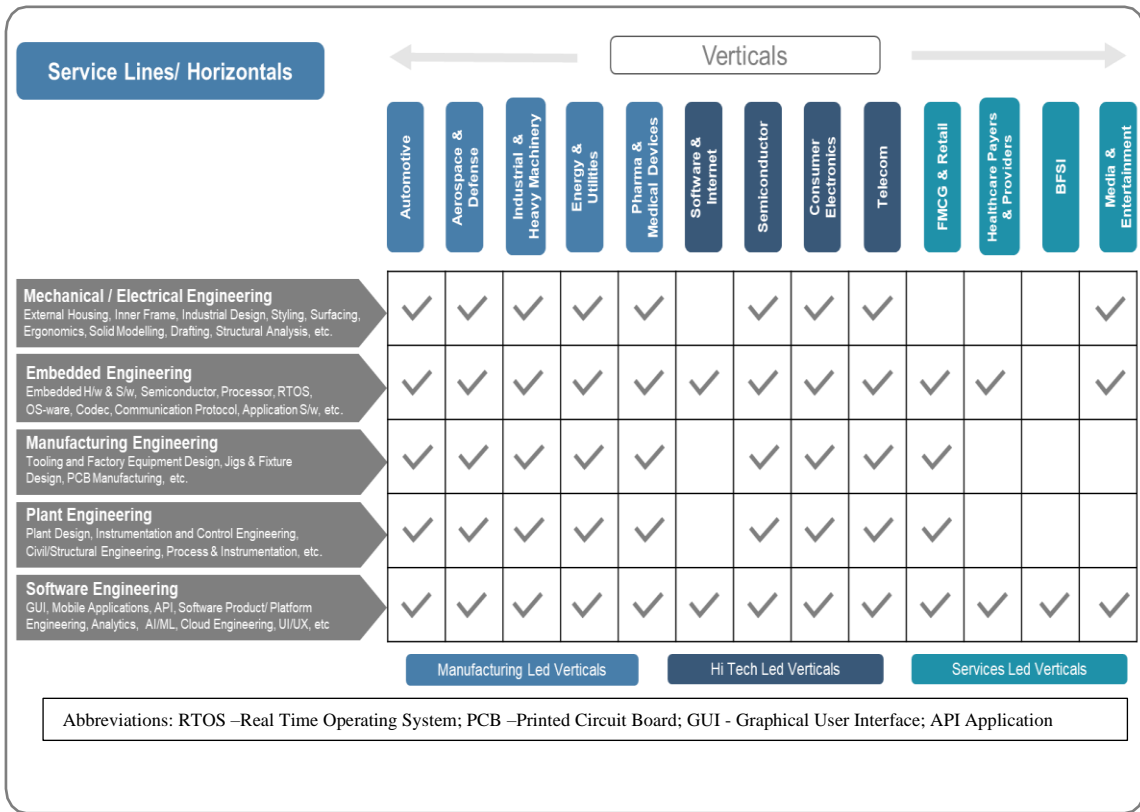 Service Lines/ Horizontals
Verticals
Automotive
Aerospace &
Defense
Industrial &
Heavy Machinery
Energy &
Utilities
Pharma &
Medical Devices
Software &
Internet
Semiconductor
Consumer
Electronics
Telecom
FMCG & Retail
Healthcare Payers
& Providers
BFSI
Media &
Entertainment
Mechanical / Electrical Engineering
External Housing, Inner Frame, Industrial Design, Styling, Surfacing,
Ergonomics, Solid Modelling, Drafting, Structural Analysis, etc.
Embedded Engineering
Embedded H/w & S/w, Semiconductor, Processor, RTOS,
OS-ware, Codec, Communication Protocol, Application S/w, etc.
Manufacturing Engineering
Tooling and Factory Equipment Design, Jigs & Fixture
Design, PCB Manufacturing, etc.
Plant Engineering
Plant Design, Instrumentation and Control Engineering,
Civil/Structural Engineering, Process & Instrumentation, etc.
Software Engineering
GUI, Mobile Applications, API, Software Product/ Platform
Engineering, Analytics, AI/ML, Cloud Engineering, UI/UX, etc
Manufacturing Led Verticals
Hi Tech Led Verticals
Services Led Verticals
Abbreviations: RTOS –Real Time Operating System; PCB –Printed Circuit Board; GUI - Graphical User Interface; API Application